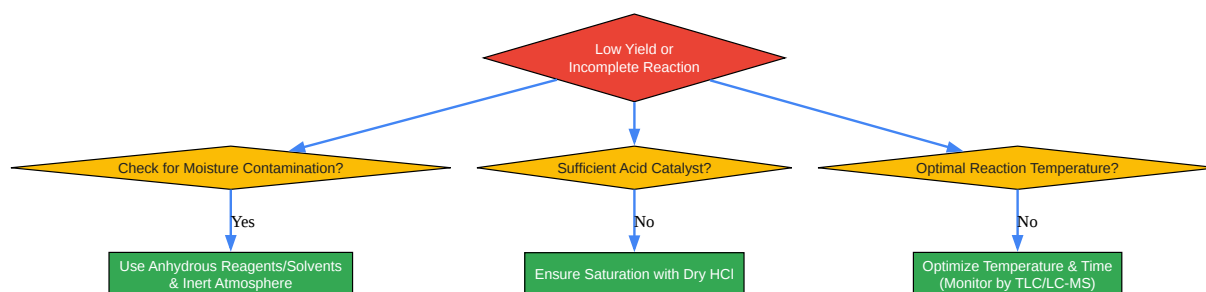 Low Yield or
Incomplete Reaction
Check for Moisture Contamination?
Sufficient Acid Catalyst?
Optimal Reaction Temperature?
Yes
No
No
Use Anhydrous Reagents/Solvents
& Inert Atmosphere
Ensure Saturation with Dry HCl
Optimize Temperature & Time
(Monitor by TLC/LC-MS)